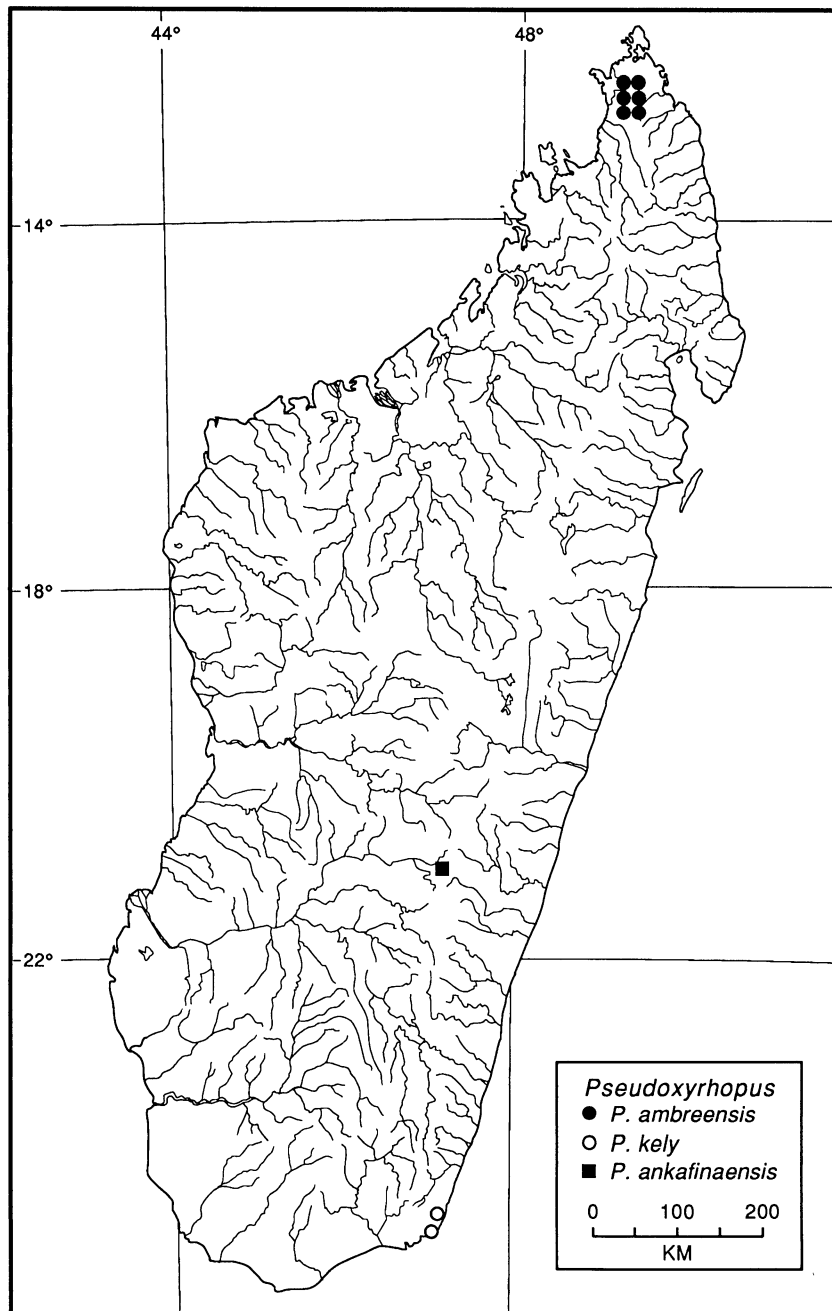 44° 48°
14°
18°
22°
Pseudoxyrhopus
P. ambreensis
P. kely
P. ankafinaensis
0 100 200
KM